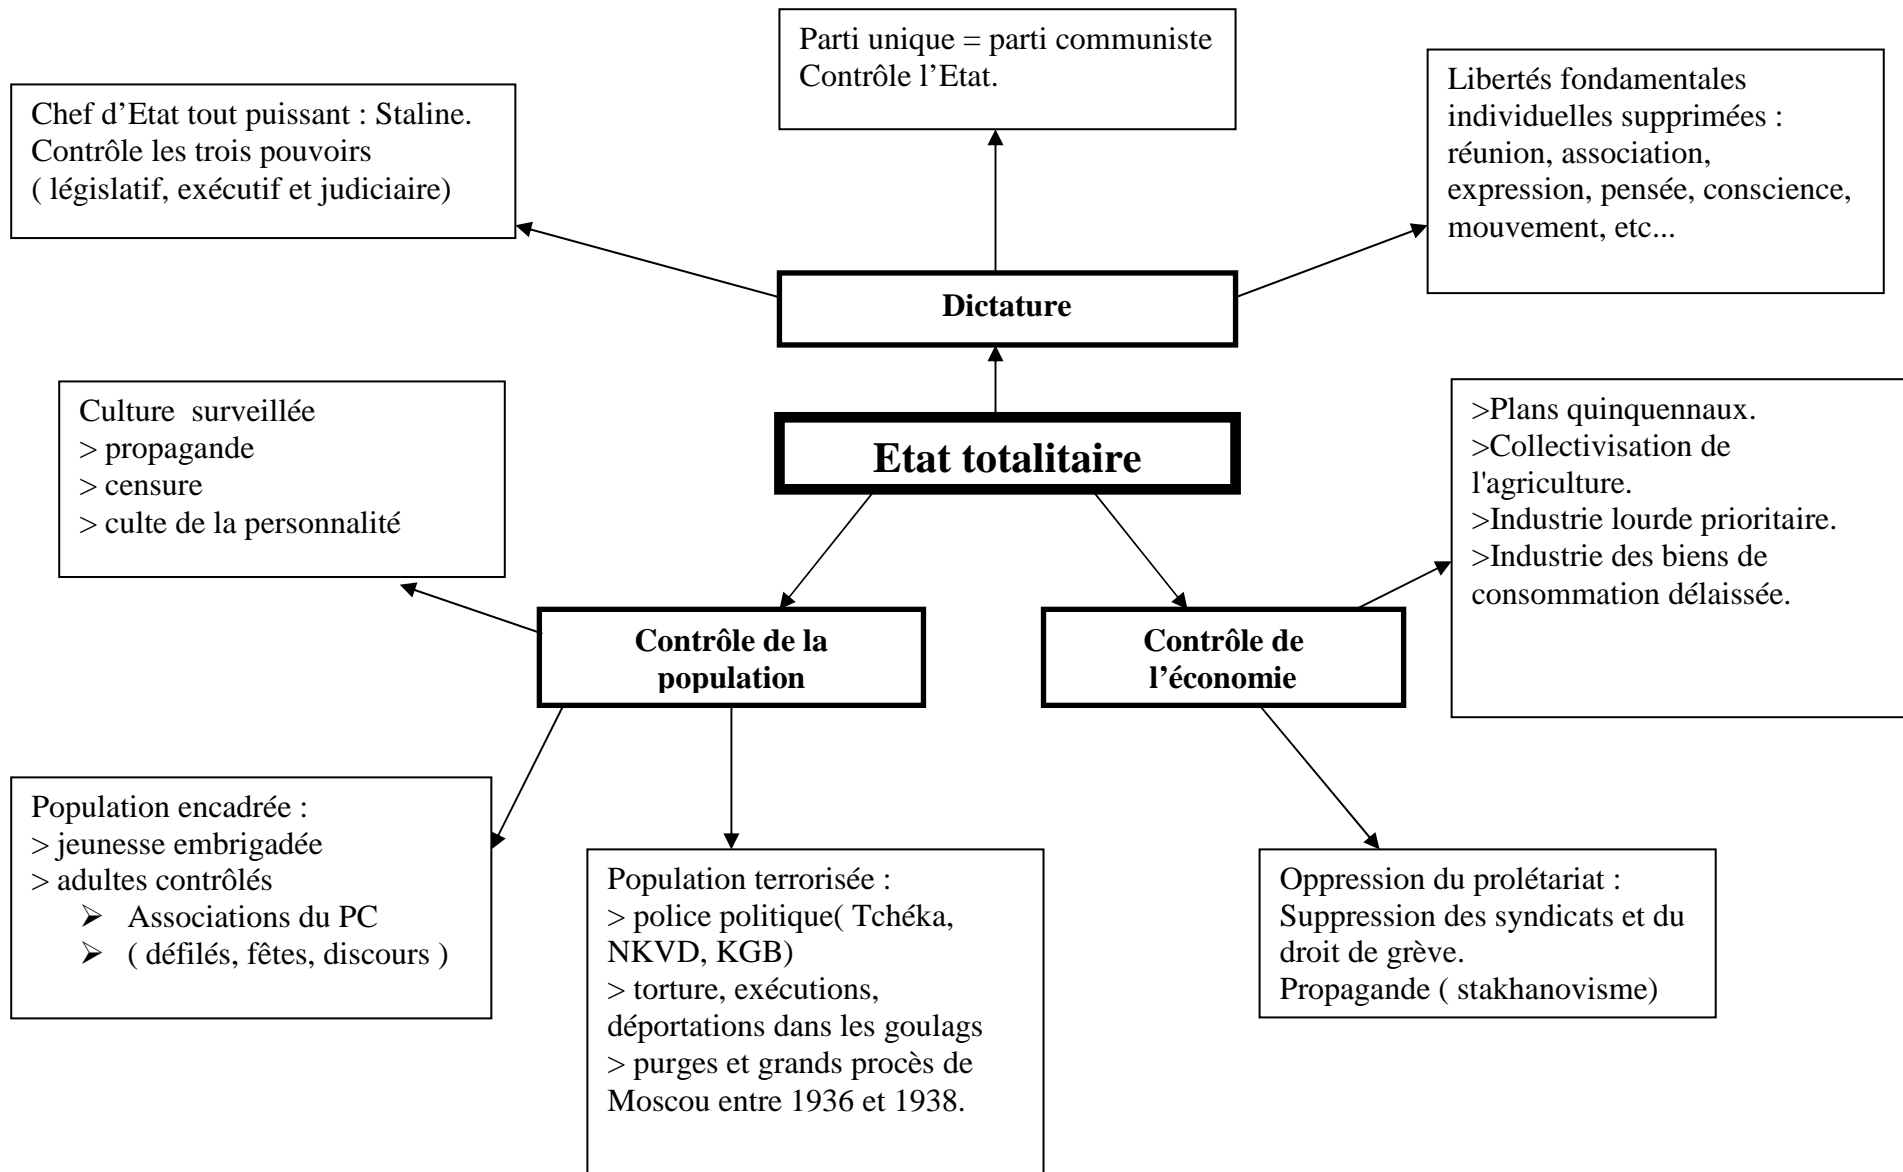 Parti unique = parti communiste
Contrôle l’Etat.
Chef d’Etat tout puissant : Staline.
Contrôle les trois pouvoirs
( législatif, exécutif et judiciaire)
Libertés fondamentales
individuelles supprimées :
réunion, association,
expression, pensée, conscience,
mouvement, etc...
Dictature
Culture  surveillée
> propagande
> censure
> culte de la personnalité
Etat totalitaire
>Plans quinquennaux.
>Collectivisation de
l'agriculture.
>Industrie lourde prioritaire.
>Industrie des biens de
consommation délaissée.
Contrôle de la
population
Contrôle de
l’économie
Population encadrée :
> jeunesse embrigadée
> adultes contrôlés
➢ Associations du PC
➢ ( défilés, fêtes, discours )
Population terrorisée :
> police politique( Tchéka,
NKVD, KGB)
> torture, exécutions,
déportations dans les goulags
> purges et grands procès de
Moscou entre 1936 et 1938.
Oppression du prolétariat :
Suppression des syndicats et du
droit de grève.
Propagande ( stakhanovisme)